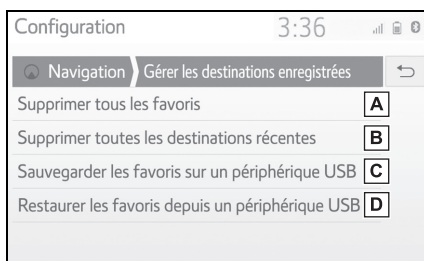 Configuration 3:36
Navigation Gérer les destinations enregistrées
Supprimer tous les favoris A
Supprimer toutes les destinations récentes B
Sauvegarder les favoris sur un périphérique USB C
Restaurer les favoris depuis un périphérique USB D